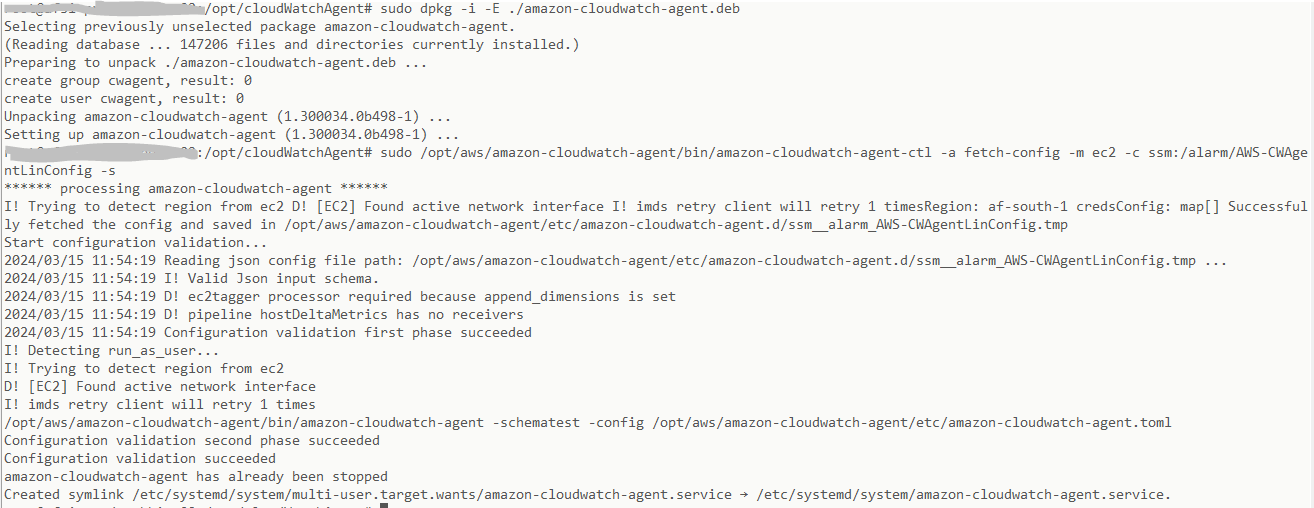 :/opt/cloudWatchAgent# sudo dpkg -i -E ./amazon-cloudwatch-agent.deb
Selecting previously unselected package amazon-cloudwatch-agent.
(Reading database ... 147206 files and directories currently installed.)
Preparing to unpack ./amazon-cloudwatch-agent.deb ...
create group cwagent, result: 0
create user cwagent, result: 0
Unpacking amazon-cloudwatch-agent (1.300034.0b498-1) ...
Setting up amazon-cloudwatch-agent (1.300034.0b498-1) ...
:/opt/cloudWatchAgent# sudo /opt/aws/amazon-cloudwatch-agent/bin/amazon-cloudwatch-agent-ctl -a fetch-config -m ec2 -c ssm:/alarm/AWS-CWAge
ntLinConfig -s
****** processing amazon-cloudwatch-agent ******
I! Trying to detect region from ec2 D! [EC2] Found active network interface I! imds retry client will retry 1 timesRegion: af-south-1 credsConfig: map[] Successful
ly fetched the config and saved in /opt/aws/amazon-cloudwatch-agent/etc/amazon-cloudwatch-agent.d/ssm__alarm_AWS-CWAgentLinConfig.tmp
Start configuration validation...
2024/03/15 11:54:19 Reading json config file path: /opt/aws/amazon-cloudwatch-agent/etc/amazon-cloudwatch-agent.d/ssm__alarm_AWS-CWAgentLinConfig.tmp ...
2024/03/15 11:54:19 I! Valid Json input schema.
2024/03/15 11:54:19 D! ec2tagger processor required because append_dimensions is set
2024/03/15 11:54:19 D! pipeline hostDeltaMetrics has no receivers
2024/03/15 11:54:19 Configuration validation first phase succeeded
I! Detecting run_as_user...
I! Trying to detect region from ec2
D! [EC2] Found active network interface
I! imds retry client will retry 1 times
/opt/aws/amazon-cloudwatch-agent/bin/amazon-cloudwatch-agent -schematest -config /opt/aws/amazon-cloudwatch-agent/etc/amazon-cloudwatch-agent.toml
Configuration validation second phase succeeded
Configuration validation succeeded
amazon-cloudwatch-agent has already been stopped
Created symlink /etc/systemd/system/multi-user.target.wants/amazon-cloudwatch-agent.service → /etc/systemd/system/amazon-cloudwatch-agent.service.